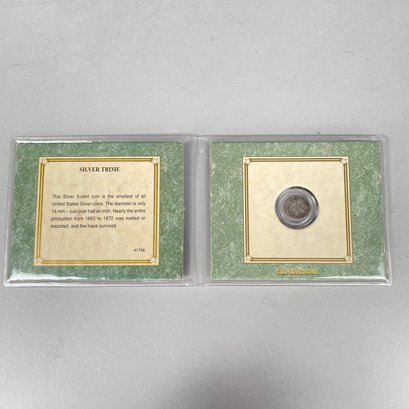 SILVER TRIME
This Silver 3-cent coin is the smallest of all
United States Silver coins. The diameter is only
14 mm – just over half an inch. Nearly the entire
production from 1863 to 1872 was melted or
exported, and few have survived.
#1786